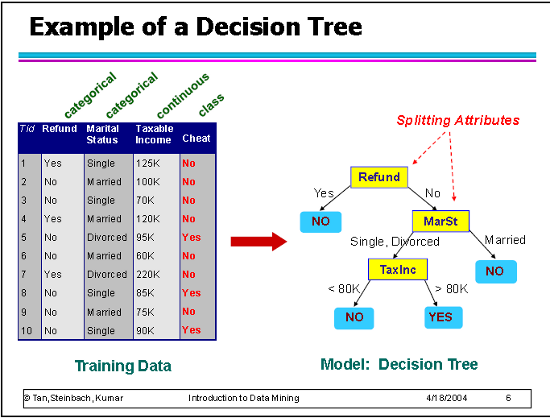 Example of a Decision Tree
categorical
categorical
continuous
class
Tid Refund Marital Status Taxable Income Cheat
1 Yes Single 125K No
2 No Married 100K No
3 No Single 70K No
4 Yes Married 120K No
5 No Divorced 95K Yes
6 No Married 60K No
7 Yes Divorced 220K No
8 No Single 85K Yes
9 No Married 75K No
10 No Single 90K Yes
Training Data
Splitting Attributes
Refund
Yes No
NO MarSt
Single, Divorced Married
TaxInc NO
< 80K > 80K
NO YES
Model: Decision Tree
© Tan,Steinbach, Kumar Introduction to Data Mining 4/18/2004 6